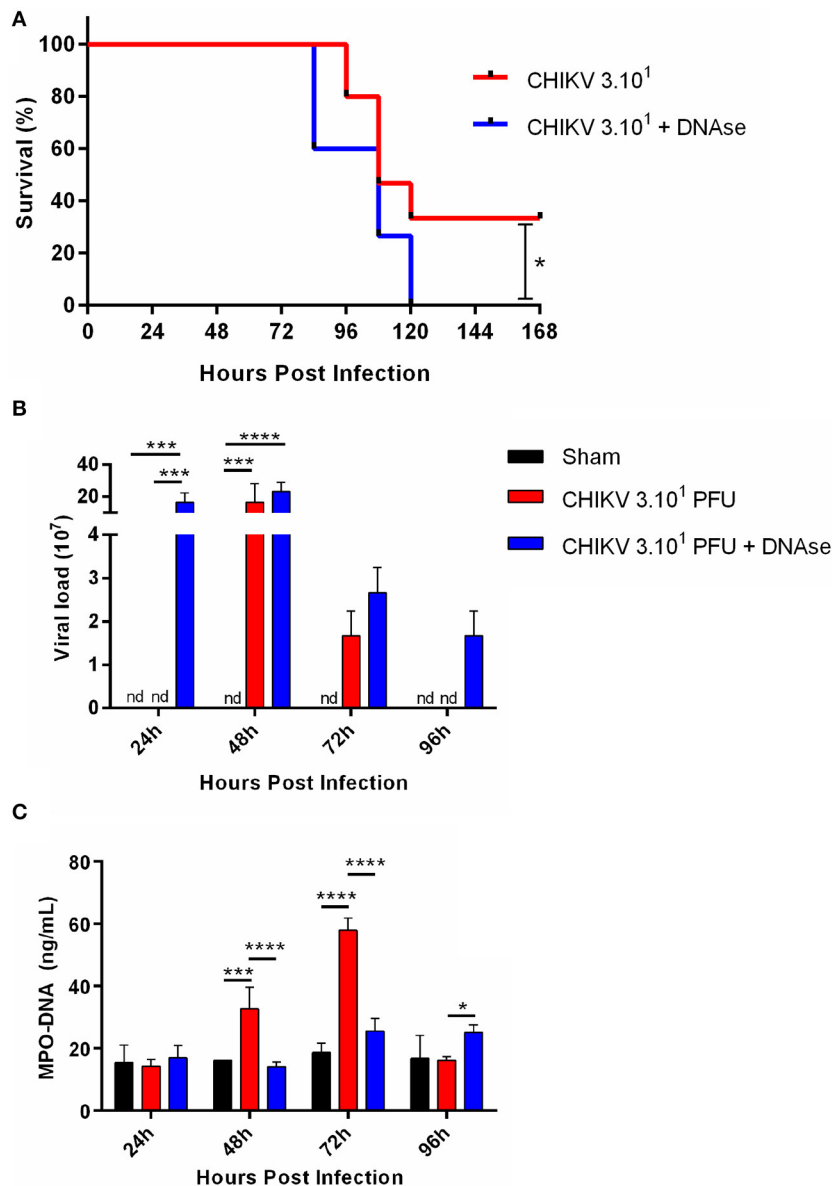 A
Survival (%)
100
80
60
40
20
0
0 24 48 72 96 120 144 168
Hours Post Infection
CHIKV 3.10¹
CHIKV 3.10¹ + DNAse
*
B
Viral load (10⁷)
40
20
4
3
2
1
0
*** ****
*** ***
nd nd nd nd nd nd
24h 48h 72h 96h
Hours Post Infection
Sham
CHIKV 3.10¹ PFU
CHIKV 3.10¹ PFU + DNAse
C
MPO-DNA (ng/mL)
80
60
40
20
0
****
****
****
***
*
24h 48h 72h 96h
Hours Post Infection